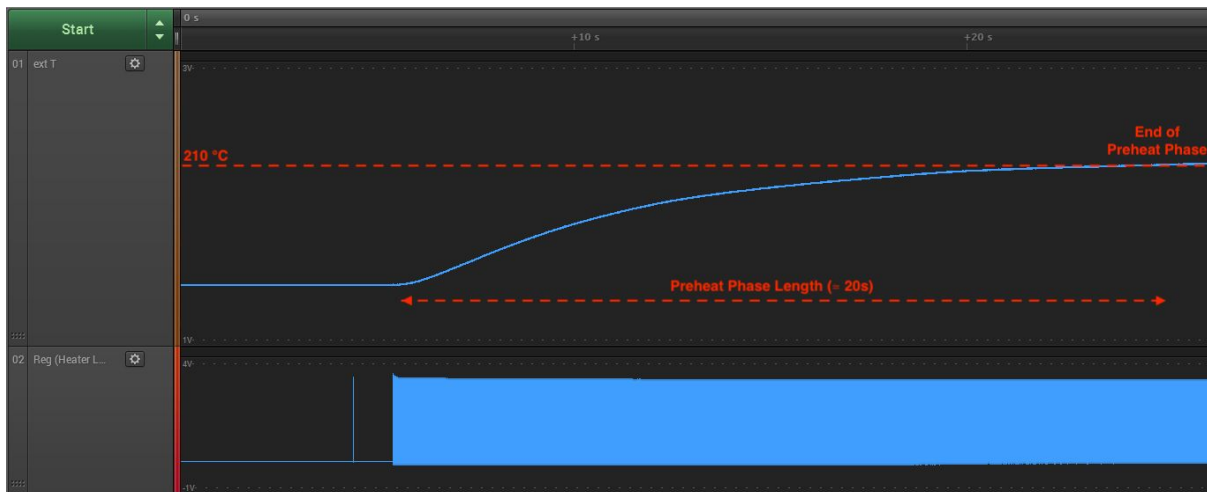 Start
0 s
+10 s
+20 s
01 ext T
3V
210 °C
End of
Preheat Phase
Preheat Phase Length (≈ 20s)
1V
02 Reg (Heater L...
4V
-1V